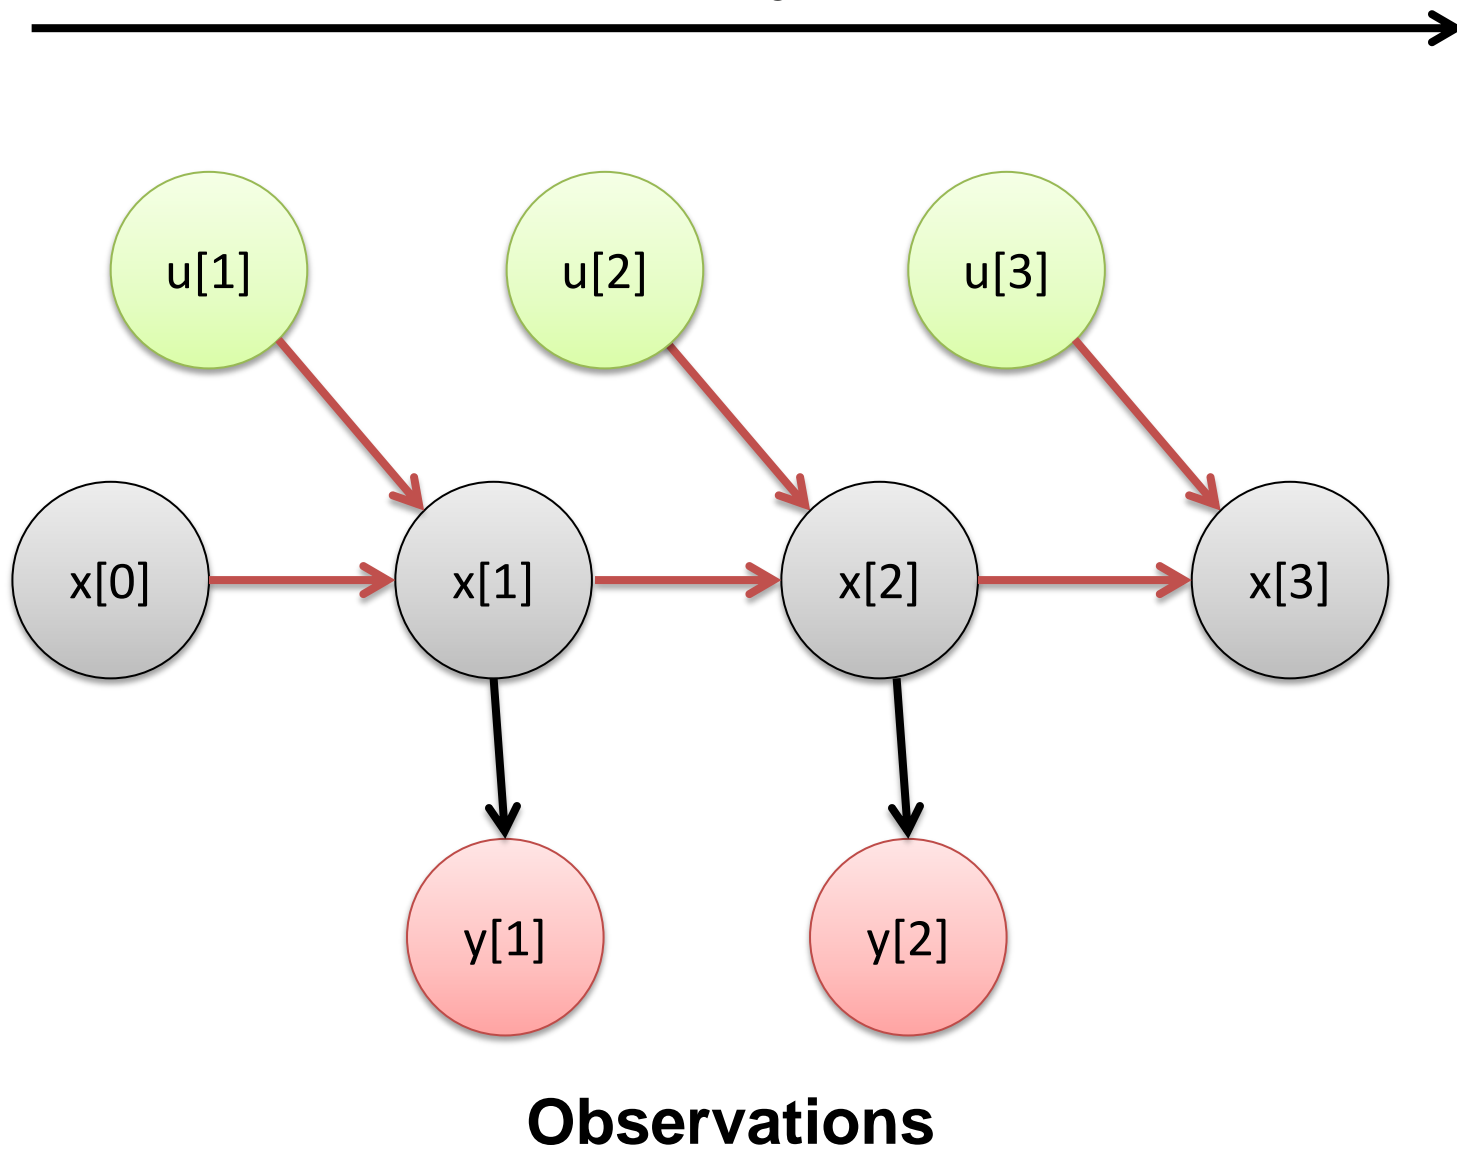 u[1] u[2] u[3]
x[0] x[1] x[2] x[3]
y[1] y[2]
Observations